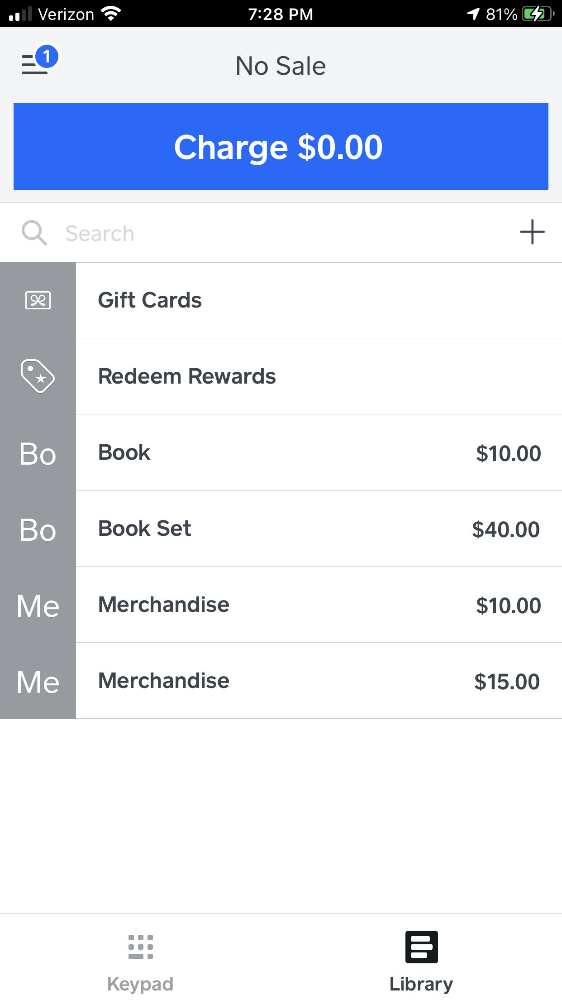 Verizon 7:28 PM 81%
1
No Sale
Charge $0.00
Search
Gift Cards
Redeem Rewards
Bo Book $10.00
Bo Book Set $40.00
Me Merchandise $10.00
Me Merchandise $15.00
Keypad Library